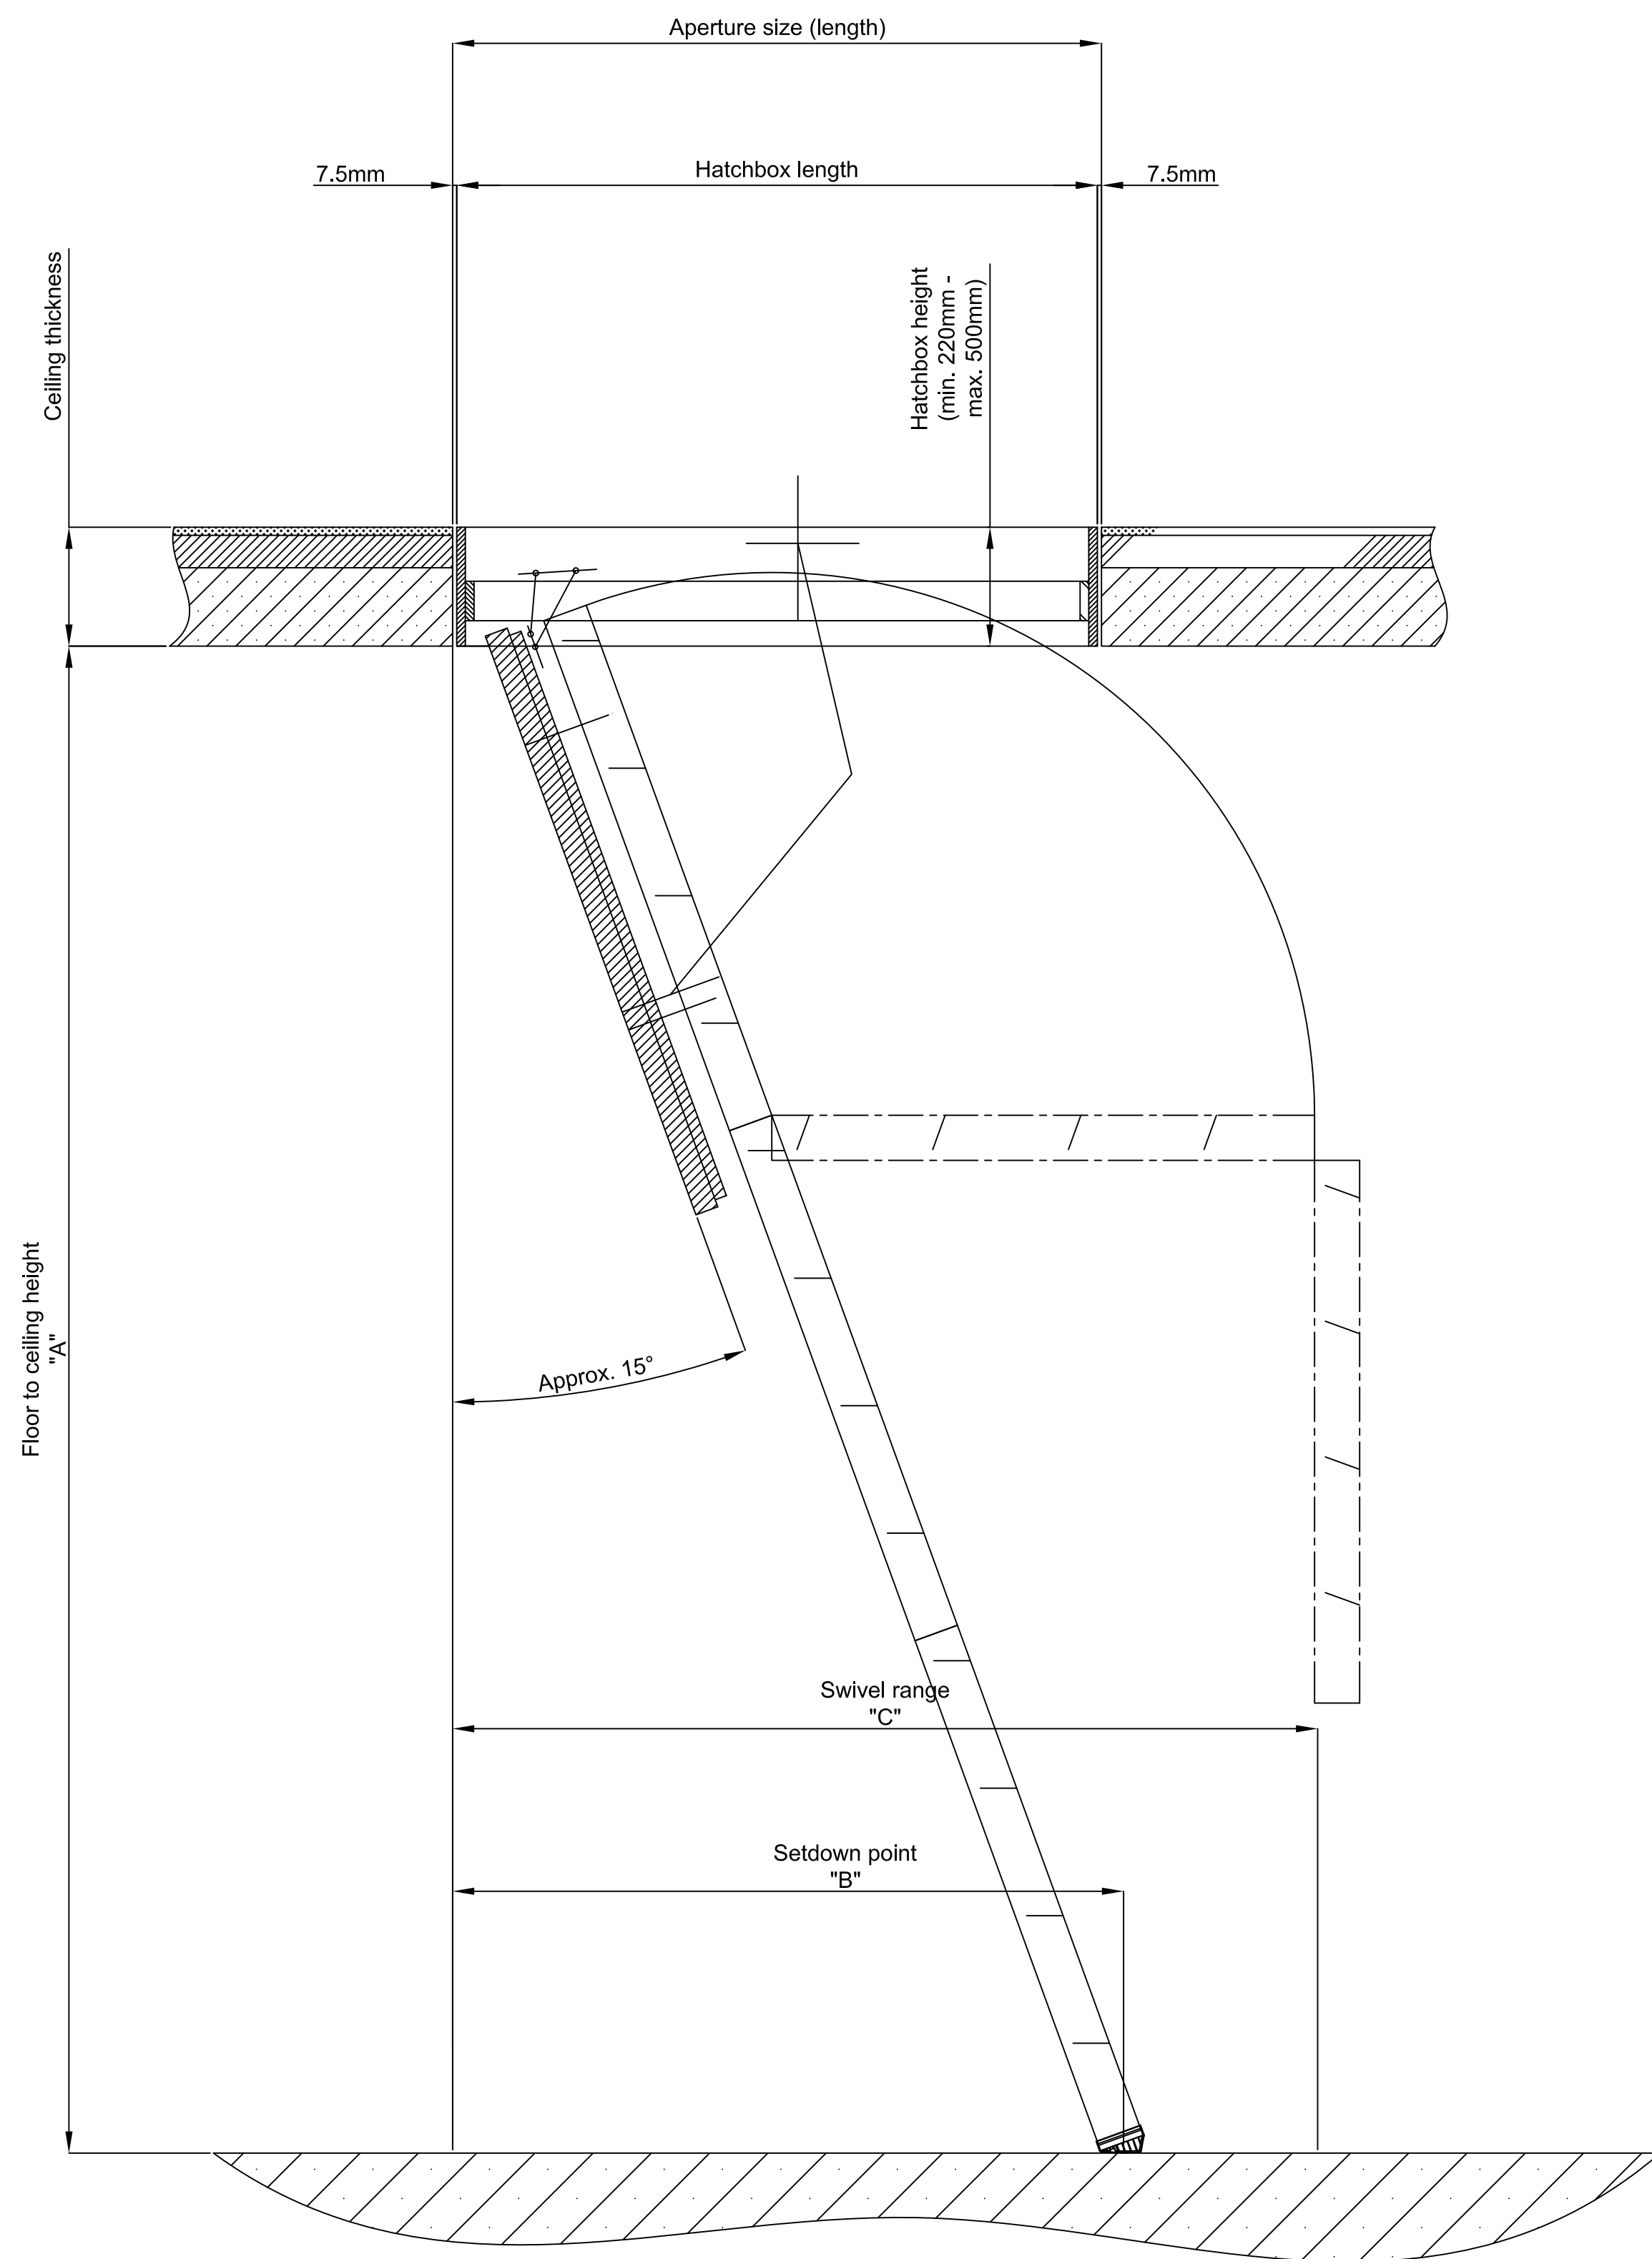 Aperture size (length)
7.5mm
Hatchbox length
7.5mm
Ceiling thickness
Hatchbox height
(min. 220mm -
max. 500mm)
Floor to ceiling height
"A"
Approx. 15°
Swivel range
"C"
Setdown point
"B"